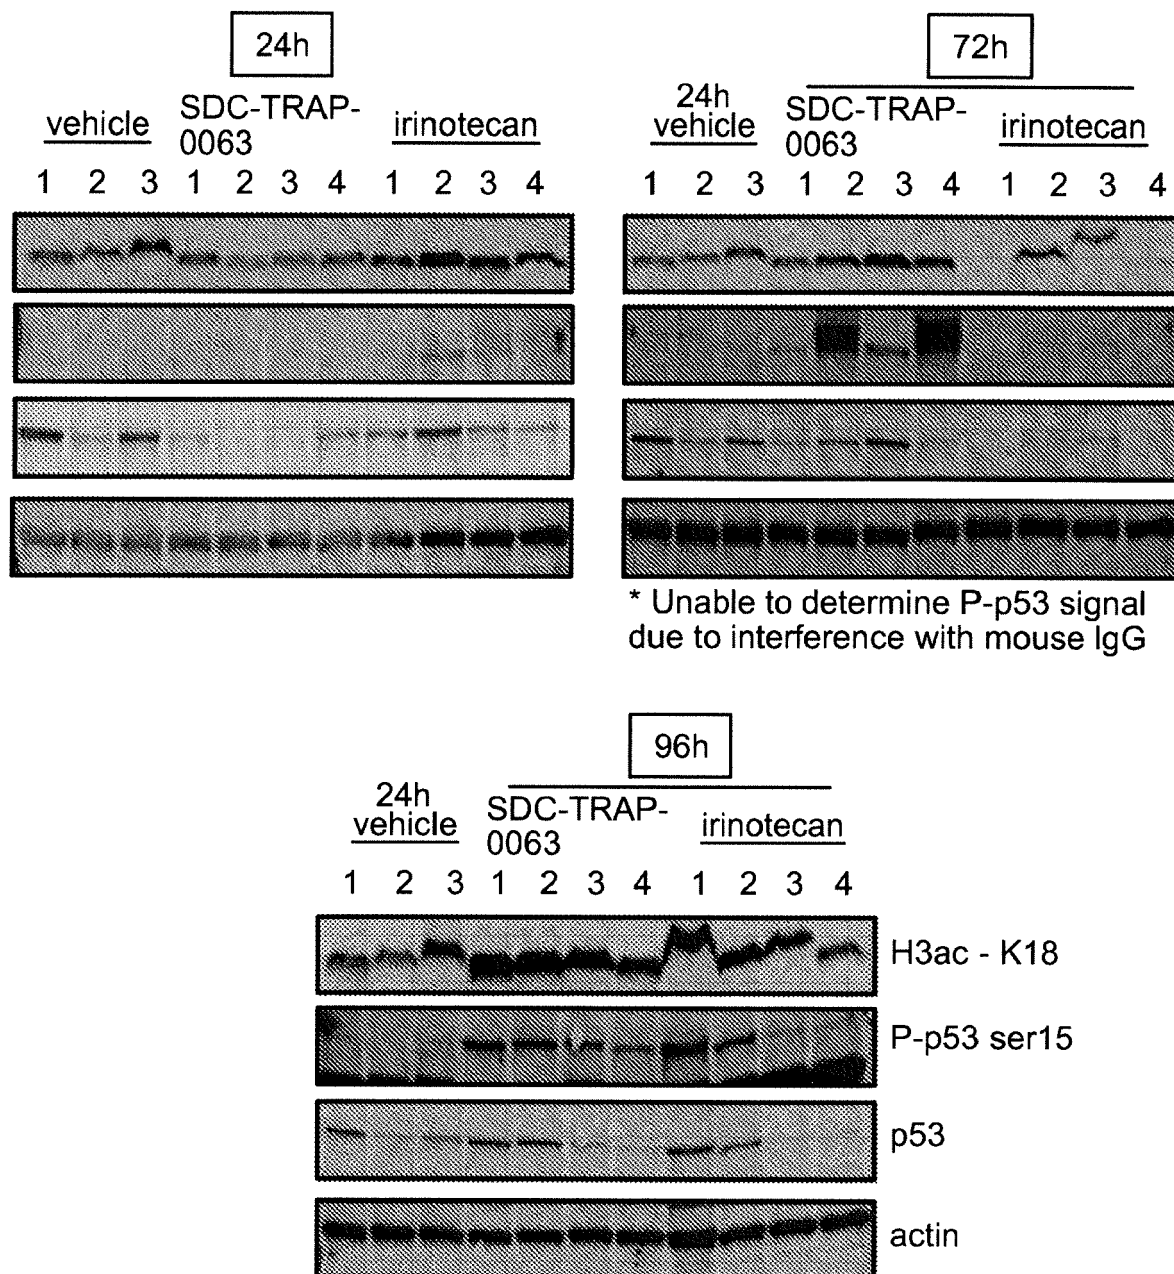 24h
vehicle
SDC-TRAP-
0063
irinotecan
1 2 3 1 2 3 4 1 2 3 4
72h
24h
vehicle
SDC-TRAP-
0063
irinotecan
1 2 3 1 2 3 4 1 2 3 4
* Unable to determine P-p53 signal
due to interference with mouse IgG
96h
24h
vehicle
SDC-TRAP-
0063
irinotecan
1 2 3 1 2 3 4 1 2 3 4
H3ac - K18
P-p53 ser15
p53
actin